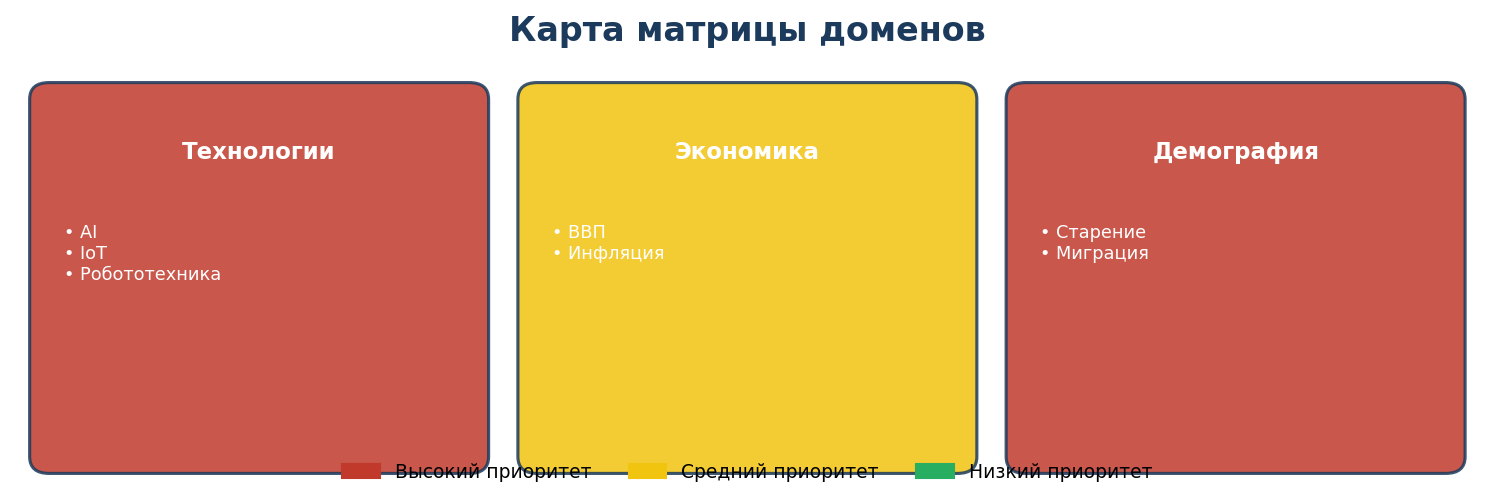 Карта матрицы доменов
Технологии
• AI
• IoT
• Робототехника
Экономика
• ВВП
• Инфляция
Демография
• Старение
• Миграция
Высокий приоритет
Средний приоритет
Низкий приоритет